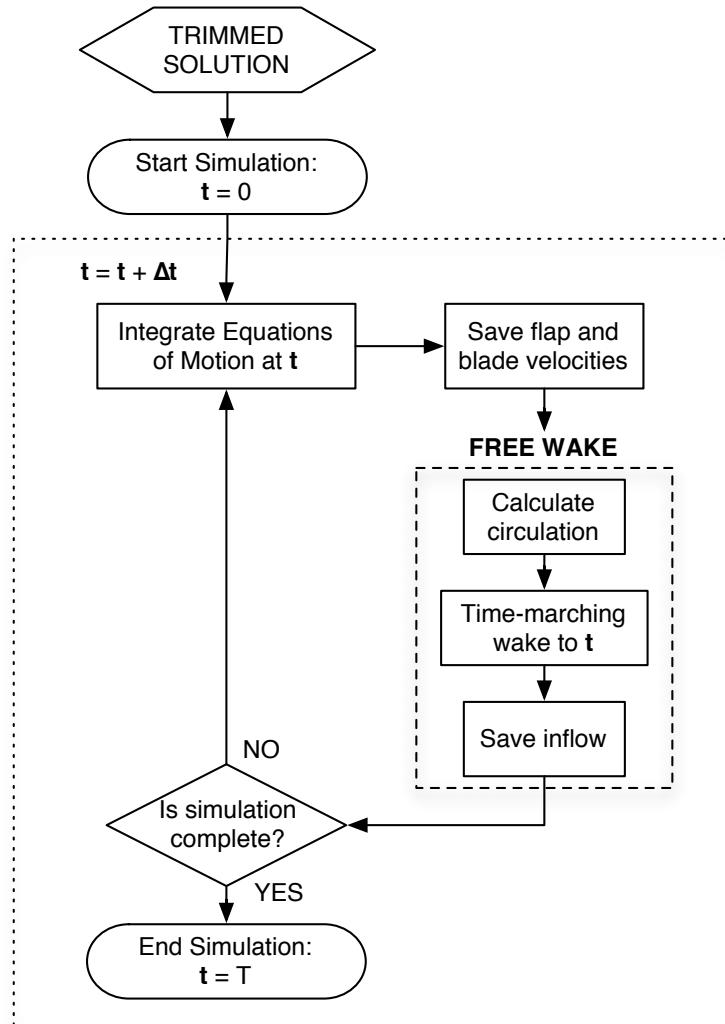 TRIMMED
SOLUTION
Start Simulation:
t = 0
t = t + Δt
Integrate Equations
of Motion at t
Save flap and
blade velocities
FREE WAKE
Calculate
circulation
Time-marching
wake to t
Save inflow
NO
Is simulation
complete?
YES
End Simulation:
t = T